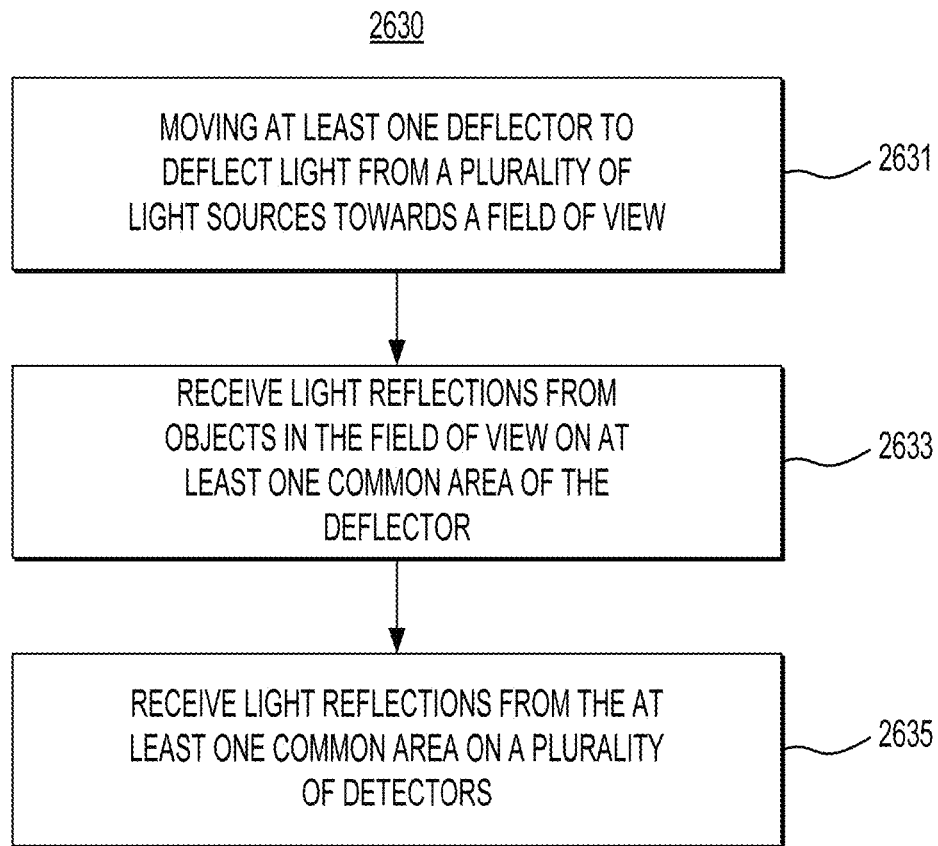 2630
MOVING AT LEAST ONE DEFLECTOR TO
DEFLECT LIGHT FROM A PLURALITY OF
LIGHT SOURCES TOWARDS A FIELD OF VIEW
2631
RECEIVE LIGHT REFLECTIONS FROM
OBJECTS IN THE FIELD OF VIEW ON AT
LEAST ONE COMMON AREA OF THE
DEFLECTOR
2633
RECEIVE LIGHT REFLECTIONS FROM THE AT
LEAST ONE COMMON AREA ON A PLURALITY
OF DETECTORS
2635